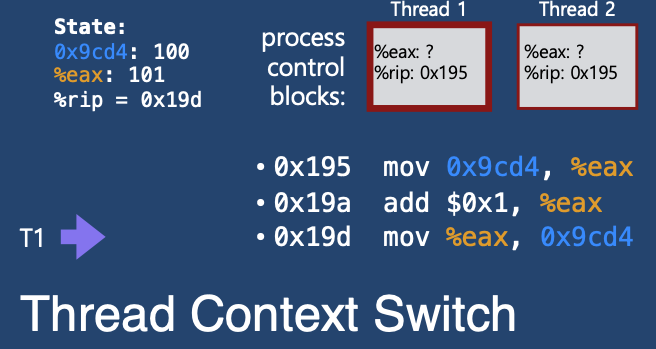 State:
0x9cd4: 100
%eax: 101
%rip = 0x19d
process
control
blocks:
Thread 1
%eax: ?
%rip: 0x195
Thread 2
%eax: ?
%rip: 0x195
• 0x195 mov 0x9cd4, %eax
• 0x19a add $0x1, %eax
• 0x19d mov %eax, 0x9cd4
T1
Thread Context Switch